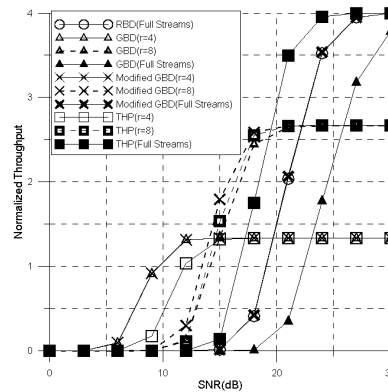 4
3
2
1
0
Normalized Throughput
RBD(Full Streams)
GBD(r=4)
GBD(r=8)
GBD(Full Streams)
Modified GBD(r=4)
Modified GBD(r=8)
Modified GBD(Full Streams)
THP(r=4)
THP(r=8)
THP(Full Streams)
0 10 20
SNR(dB)